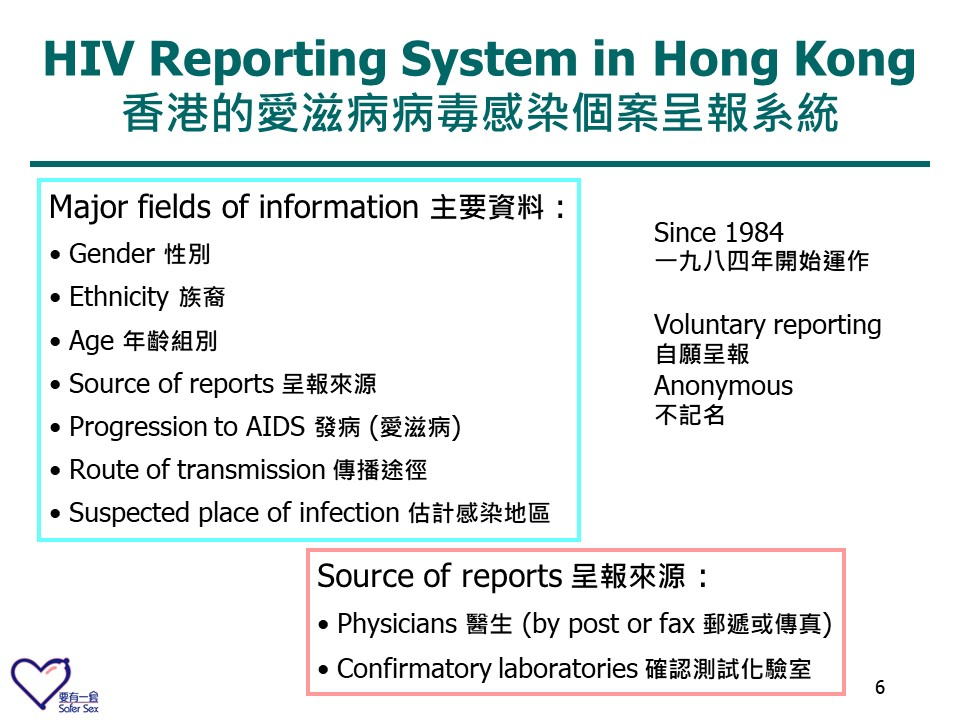 HIV Reporting System in Hong Kong
香港的愛滋病病毒感染個案呈報系統
Major fields of information 主要資料：
• Gender 性別
• Ethnicity 族裔
• Age 年齡組別
• Source of reports 呈報來源
• Progression to AIDS 發病 (愛滋病)
• Route of transmission 傳播途徑
• Suspected place of infection 估計感染地區
Since 1984
一九八四年開始運作
Voluntary reporting
自願呈報
Anonymous
不記名
Source of reports 呈報來源：
• Physicians 醫生 (by post or fax 郵遞或傳真)
• Confirmatory laboratories 確認測試化驗室
要有一套
Safer Sex
6